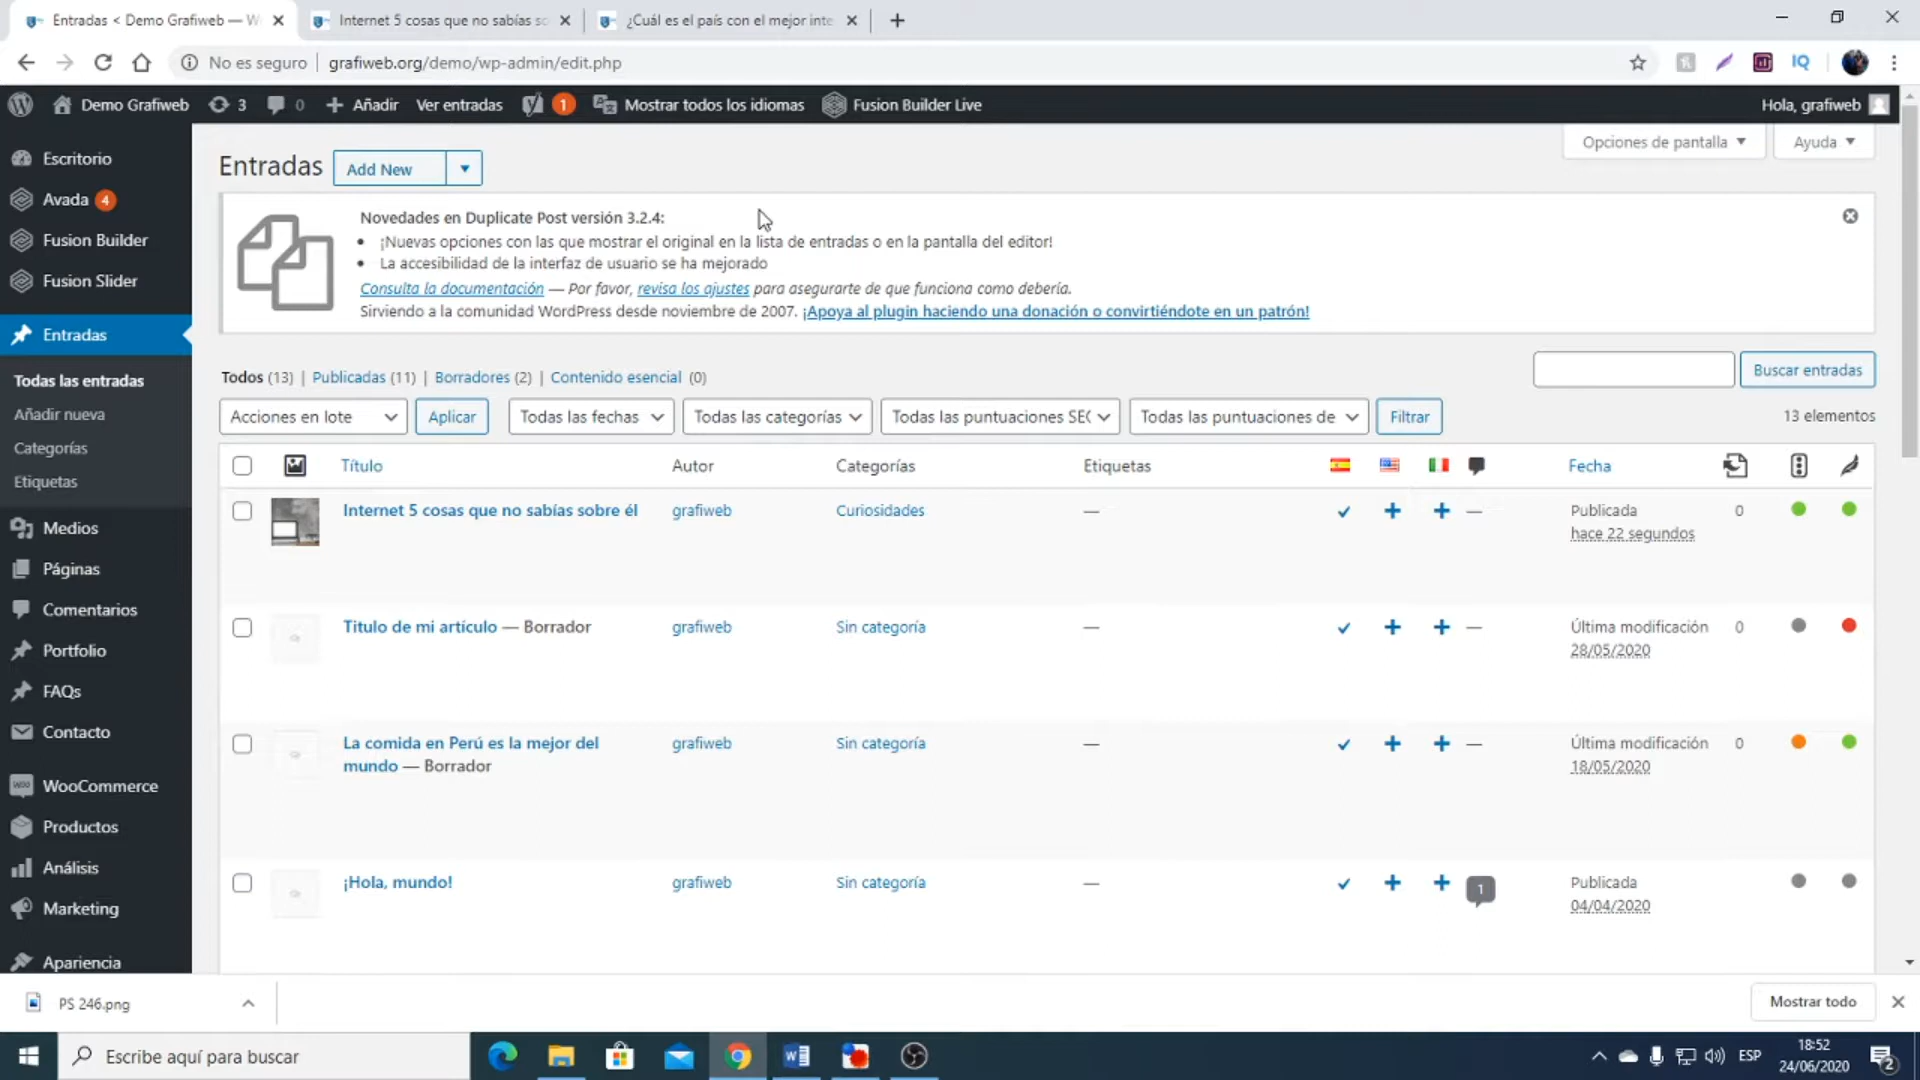 Entradas < Demo Grafiweb — W
Internet 5 cosas que no sabías so
¿Cuál es el país con el mejor inte
No es seguro
grafiweb.org/demo/wp-admin/edit.php
IQ
Demo Grafiweb
3
0
Añadir
Ver entradas
1
Mostrar todos los idiomas
Fusion Builder Live
Hola, grafiweb
Escritorio
Avada 4
Fusion Builder
Fusion Slider
Entradas
Todas las entradas
Añadir nueva
Categorías
Etiquetas
Medios
Páginas
Comentarios
Portfolio
FAQs
Contacto
WooCommerce
Productos
Análisis
Marketing
Apariencia
Entradas
Add New
Opciones de pantalla
Ayuda
Novedades en Duplicate Post versión 3.2.4:
• ¡Nuevas opciones con las que mostrar el original en la lista de entradas o en la pantalla del editor!
• La accesibilidad de la interfaz de usuario se ha mejorado
Consulta la documentación — Por favor, revisa los ajustes para asegurarte de que funciona como debería.
Sirviendo a la comunidad WordPress desde noviembre de 2007. ¡Apoya al plugin haciendo una donación o convirtiéndote en un patrón!
Todos (13) | Publicadas (11) | Borradores (2) | Contenido esencial (0)
Buscar entradas
Acciones en lote
Aplicar
Todas las fechas
Todas las categorías
Todas las puntuaciones SE(
Todas las puntuaciones de
Filtrar
13 elementos
Título
Autor
Categorías
Etiquetas
Fecha
Internet 5 cosas que no sabías sobre él
grafiweb
Curiosidades
—
—
Publicada
hace 22 segundos
0
Titulo de mi artículo — Borrador
grafiweb
Sin categoría
—
—
Última modificación
28/05/2020
0
La comida en Perú es la mejor del
mundo — Borrador
grafiweb
Sin categoría
—
—
Última modificación
18/05/2020
0
¡Hola, mundo!
grafiweb
Sin categoría
—
1
Publicada
04/04/2020
PS 246.png
Mostrar todo
Escribe aquí para buscar
ESP
18:52
24/06/2020
2